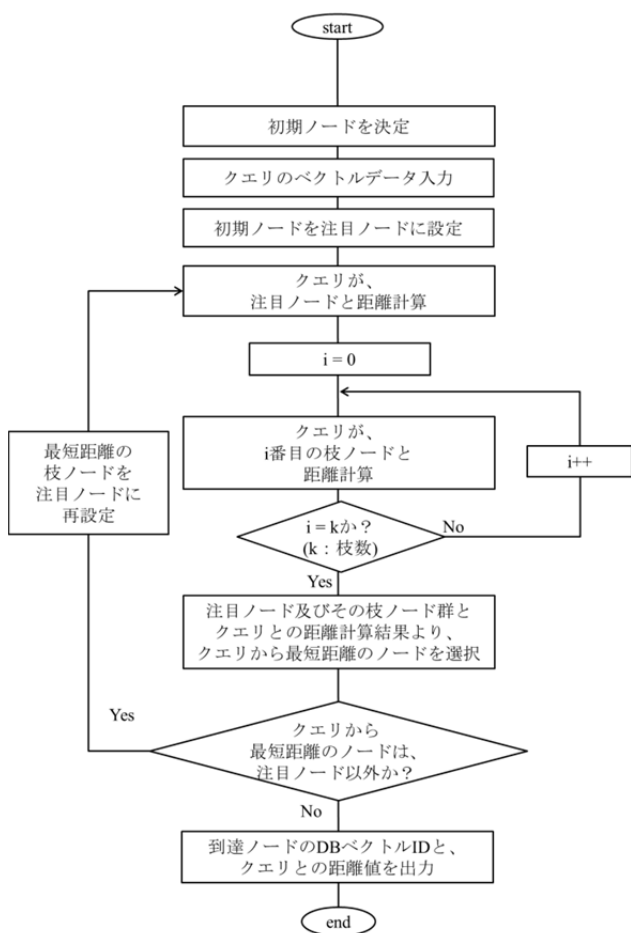 start
初期ノードを決定
クエリのベクトルデータ入力
初期ノードを注目ノードに設定
クエリが、
注目ノードと距離計算
i = 0
クエリが、
i番目の枝ノードと
距離計算
i++
最短距離の
枝ノードを
注目ノードに
再設定
i = kか？
(k：枝数)
No
Yes
注目ノード及びその枝ノード群と
クエリとの距離計算結果より、
クエリから最短距離のノードを選択
Yes
クエリから
最短距離のノードは、
注目ノード以外か？
No
到達ノードのDBベクトルIDと、
クエリとの距離値を出力
end